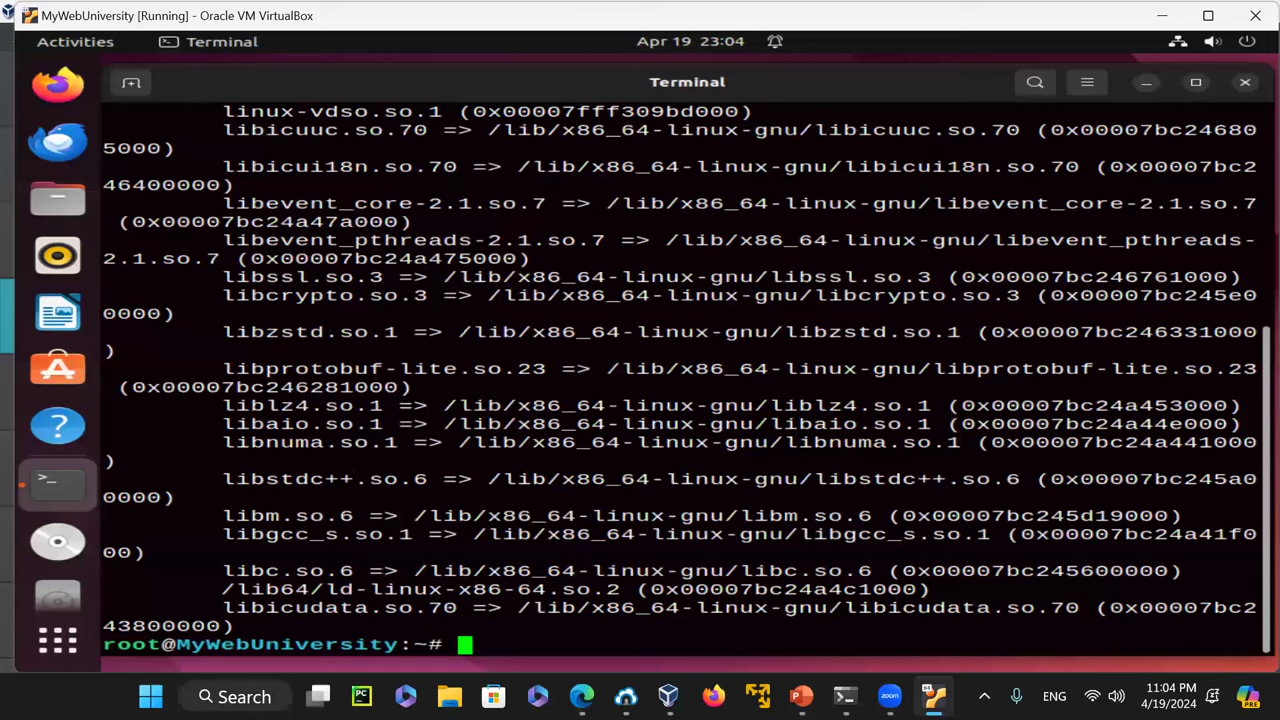 MyWebUniversity [Running] - Oracle VM VirtualBox
Activities
Terminal
Apr 19 23:04
Terminal
linux-vdso.so.1 (0x00007fff309bd000)
libicuuc.so.70 => /lib/x86_64-linux-gnu/libicuuc.so.70 (0x00007bc24680
5000)
libicui18n.so.70 => /lib/x86_64-linux-gnu/libicui18n.so.70 (0x00007bc2
46400000)
libevent_core-2.1.so.7 => /lib/x86_64-linux-gnu/libevent_core-2.1.so.7
(0x00007bc24a47a000)
libevent_pthreads-2.1.so.7 => /lib/x86_64-linux-gnu/libevent_pthreads-
2.1.so.7 (0x00007bc24a475000)
libssl.so.3 => /lib/x86_64-linux-gnu/libssl.so.3 (0x00007bc246761000)
libcrypto.so.3 => /lib/x86_64-linux-gnu/libcrypto.so.3 (0x00007bc245e0
0000)
libzstd.so.1 => /lib/x86_64-linux-gnu/libzstd.so.1 (0x00007bc246331000
)
libprotobuf-lite.so.23 => /lib/x86_64-linux-gnu/libprotobuf-lite.so.23
(0x00007bc246281000)
liblz4.so.1 => /lib/x86_64-linux-gnu/liblz4.so.1 (0x00007bc24a453000)
libaio.so.1 => /lib/x86_64-linux-gnu/libaio.so.1 (0x00007bc24a44e000)
libnuma.so.1 => /lib/x86_64-linux-gnu/libnuma.so.1 (0x00007bc24a441000
)
libstdc++.so.6 => /lib/x86_64-linux-gnu/libstdc++.so.6 (0x00007bc245a0
0000)
libm.so.6 => /lib/x86_64-linux-gnu/libm.so.6 (0x00007bc245d19000)
libgcc_s.so.1 => /lib/x86_64-linux-gnu/libgcc_s.so.1 (0x00007bc24a41f0
00)
libc.so.6 => /lib/x86_64-linux-gnu/libc.so.6 (0x00007bc245600000)
/lib64/ld-linux-x86-64.so.2 (0x00007bc24a4c1000)
libicudata.so.70 => /lib/x86_64-linux-gnu/libicudata.so.70 (0x00007bc2
43800000)
root@MyWebUniversity:~#
Search
PC
zoom
ENG
11:04 PM
4/19/2024
PRE